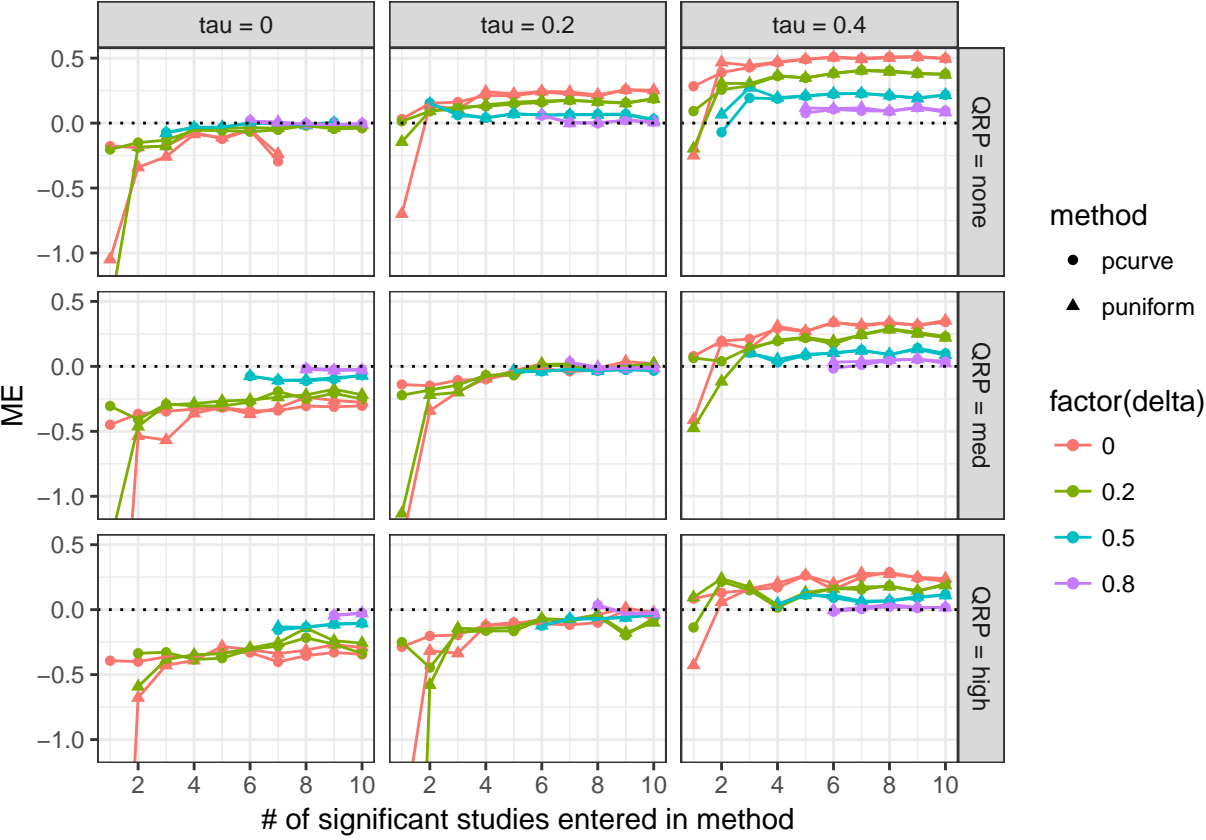 tau = 0
tau = 0.2
tau = 0.4
0.5
0.0
−0.5
−1.0
QRP = none
0.5
0.0
−0.5
−1.0
QRP = med
0.5
0.0
−0.5
−1.0
QRP = high
2 4 6 8 10
2 4 6 8 10
2 4 6 8 10
# of significant studies entered in method
ME
method
pcurve
puniform
factor(delta)
0
0.2
0.5
0.8